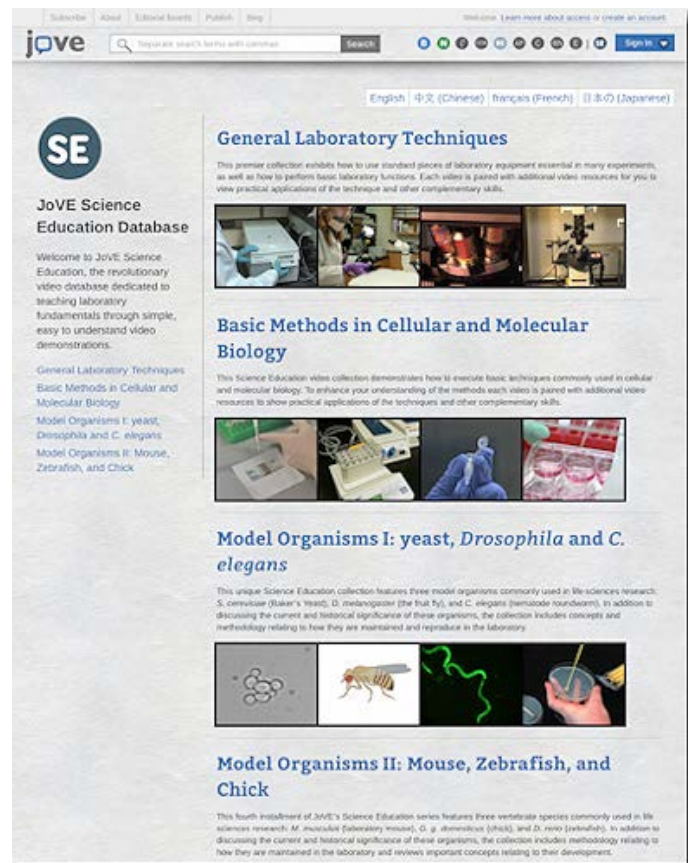 Subscribe About Editorial Boards Publish Blog
Welcome. Learn more about access or create an account.
jove
Separate search terms with commas
Search
Sign In
English 中文 (Chinese) français (French) 日本の (Japanese)
SE
JoVE Science
Education Database
Welcome to JoVE Science
Education, the revolutionary
video database dedicated to
teaching laboratory
fundamentals through simple,
easy to understand video
demonstrations.
General Laboratory Techniques
Basic Methods in Cellular and
Molecular Biology
Model Organisms I: yeast,
Drosophila and C. elegans
Model Organisms II: Mouse,
Zebrafish, and Chick
General Laboratory Techniques
This premier collection exhibits how to use standard pieces of laboratory equipment essential in many experiments,
as well as how to perform basic laboratory functions. Each video is paired with additional video resources for you to
view practical applications of the technique and other complementary skills.
Basic Methods in Cellular and Molecular
Biology
This Science Education video collection demonstrates how to execute basic techniques commonly used in cellular
and molecular biology. To enhance your understanding of the methods each video is paired with additional video
resources to show practical applications of the techniques and other complementary skills.
Model Organisms I: yeast, Drosophila and C.
elegans
This unique Science Education collection features three model organisms commonly used in life sciences research:
S. cerevisiae (Baker's Yeast), D. melanogaster (the fruit fly), and C. elegans (nematode roundworm). In addition to
discussing the current and historical significance of these organisms, the collection includes concepts and
methodology relating to how they are maintained and reproduce in the laboratory.
Model Organisms II: Mouse, Zebrafish, and
Chick
This fourth installment of JoVE's Science Education series features three vertebrate species commonly used in life
sciences research: M. musculus (laboratory mouse), G. g. domesticus (chick), and D. rerio (zebrafish). In addition to
discussing the current and historical significance of these organisms, the collection includes methodology relating to
how they are maintained in the laboratory and reviews important concepts relating to their development.